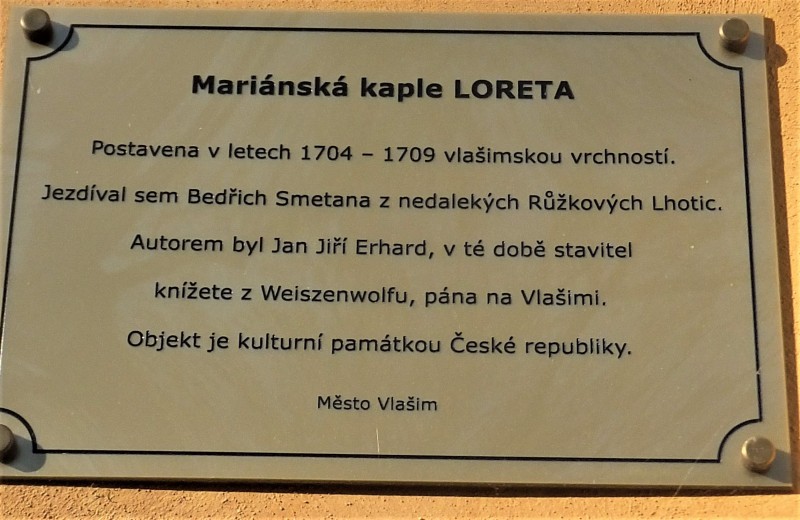 Mariánská kaple LORETA
Postavena v letech 1704 – 1709 vlašimskou vrchností.
Jezdíval sem Bedřich Smetana z nedalekých Růžkových Lhotic.
Autorem byl Jan Jiří Erhard, v té době stavitel
knížete z Weiszenwolfu, pána na Vlašimi.
Objekt je kulturní památkou České republiky.
Město Vlašim